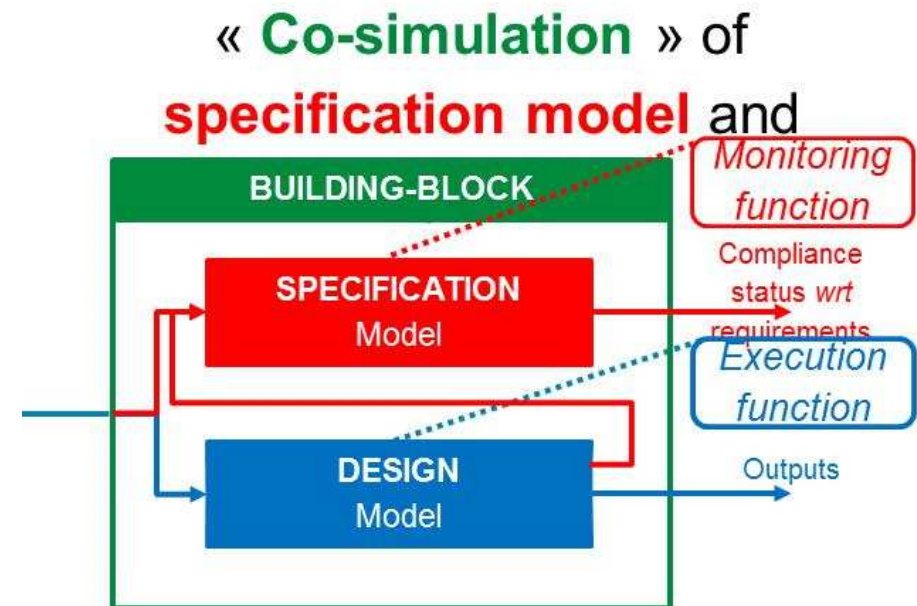 « Co-simulation » of
specification model and
Monitoring
function
BUILDING-BLOCK
SPECIFICATION
Model
Compliance
status wrt
requirements
Execution
function
DESIGN
Model
Outputs